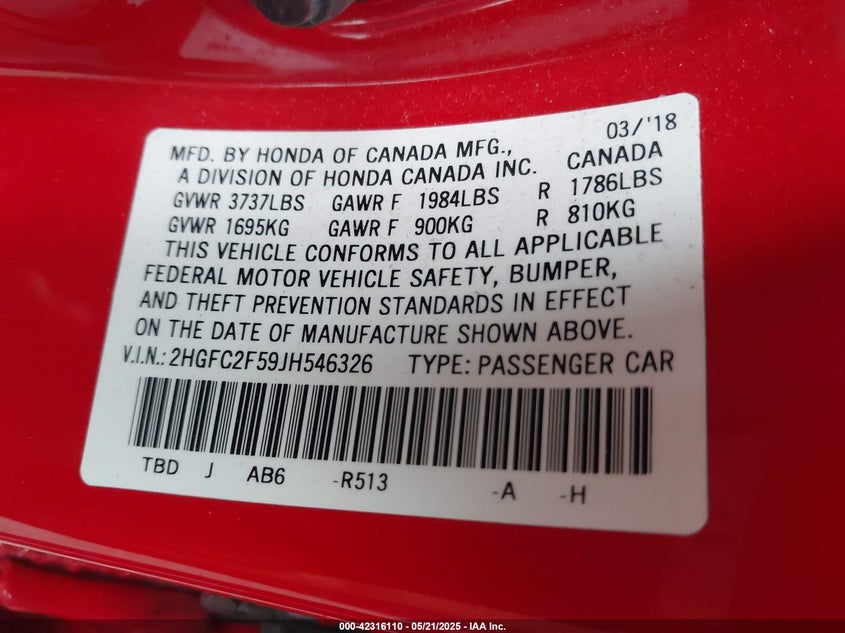 03/'18
MFD. BY HONDA OF CANADA MFG., CANADA
A DIVISION OF HONDA CANADA INC.
GVWR 3737LBS GAWR F 1984LBS R 1786LBS
GVWR 1695KG GAWR F 900KG R 810KG
THIS VEHICLE CONFORMS TO ALL APPLICABLE
FEDERAL MOTOR VEHICLE SAFETY, BUMPER,
AND THEFT PREVENTION STANDARDS IN EFFECT
ON THE DATE OF MANUFACTURE SHOWN ABOVE.
V.I.N.: 2HGFC2F59JH546326 TYPE: PASSENGER CAR
TBD J AB6 -R513 -A -H
000-42316110 - 05/21/2025 - IAA Inc.